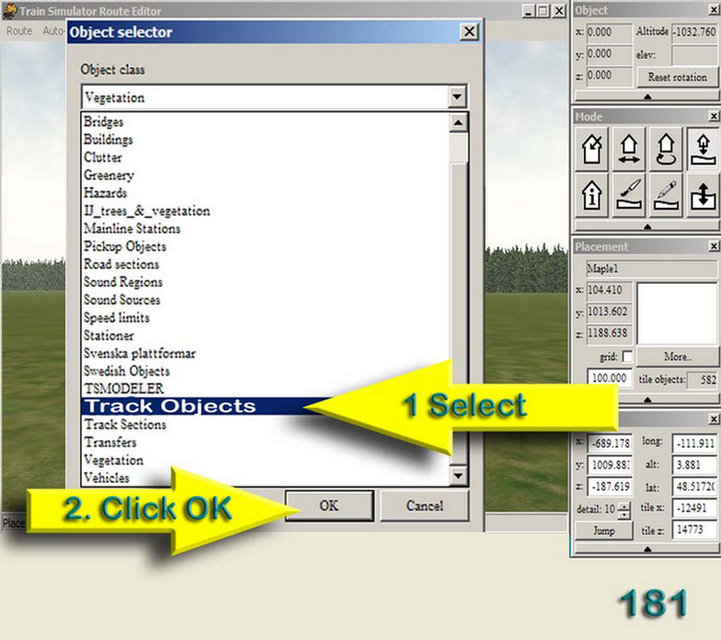 Train Simulator Route Editor
Route Auto-
Object selector
Object class
Vegetation
Bridges
Buildings
Clutter
Greenery
Hazards
IJ_trees_&_vegetation
Mainline Stations
Pickup Objects
Road sections
Sound Regions
Sound Sources
Speed limits
Stationer
Svenska plattformar
Swedish Objects
TSMODELER
Track Objects
Track Sections
Transfers
Vegetation
Vehicles
OK Cancel
1 Select
2. Click OK
Place
Object
x: 0.000 Altitude -1032.760
y: 0.000 elev:
z: 0.000 Reset rotation
Mode
Placement
Maple1
x: 104.410
y: 1013.602
z: 1188.638
grid: More..
100.000 tile objects: 582
x: -689.178 long: -111.911
y: 1009.88 alt: 3.881
z: -187.619 lat: 48.5172
detail: 10 tile x: -12491
Jump tile z: 14773
181